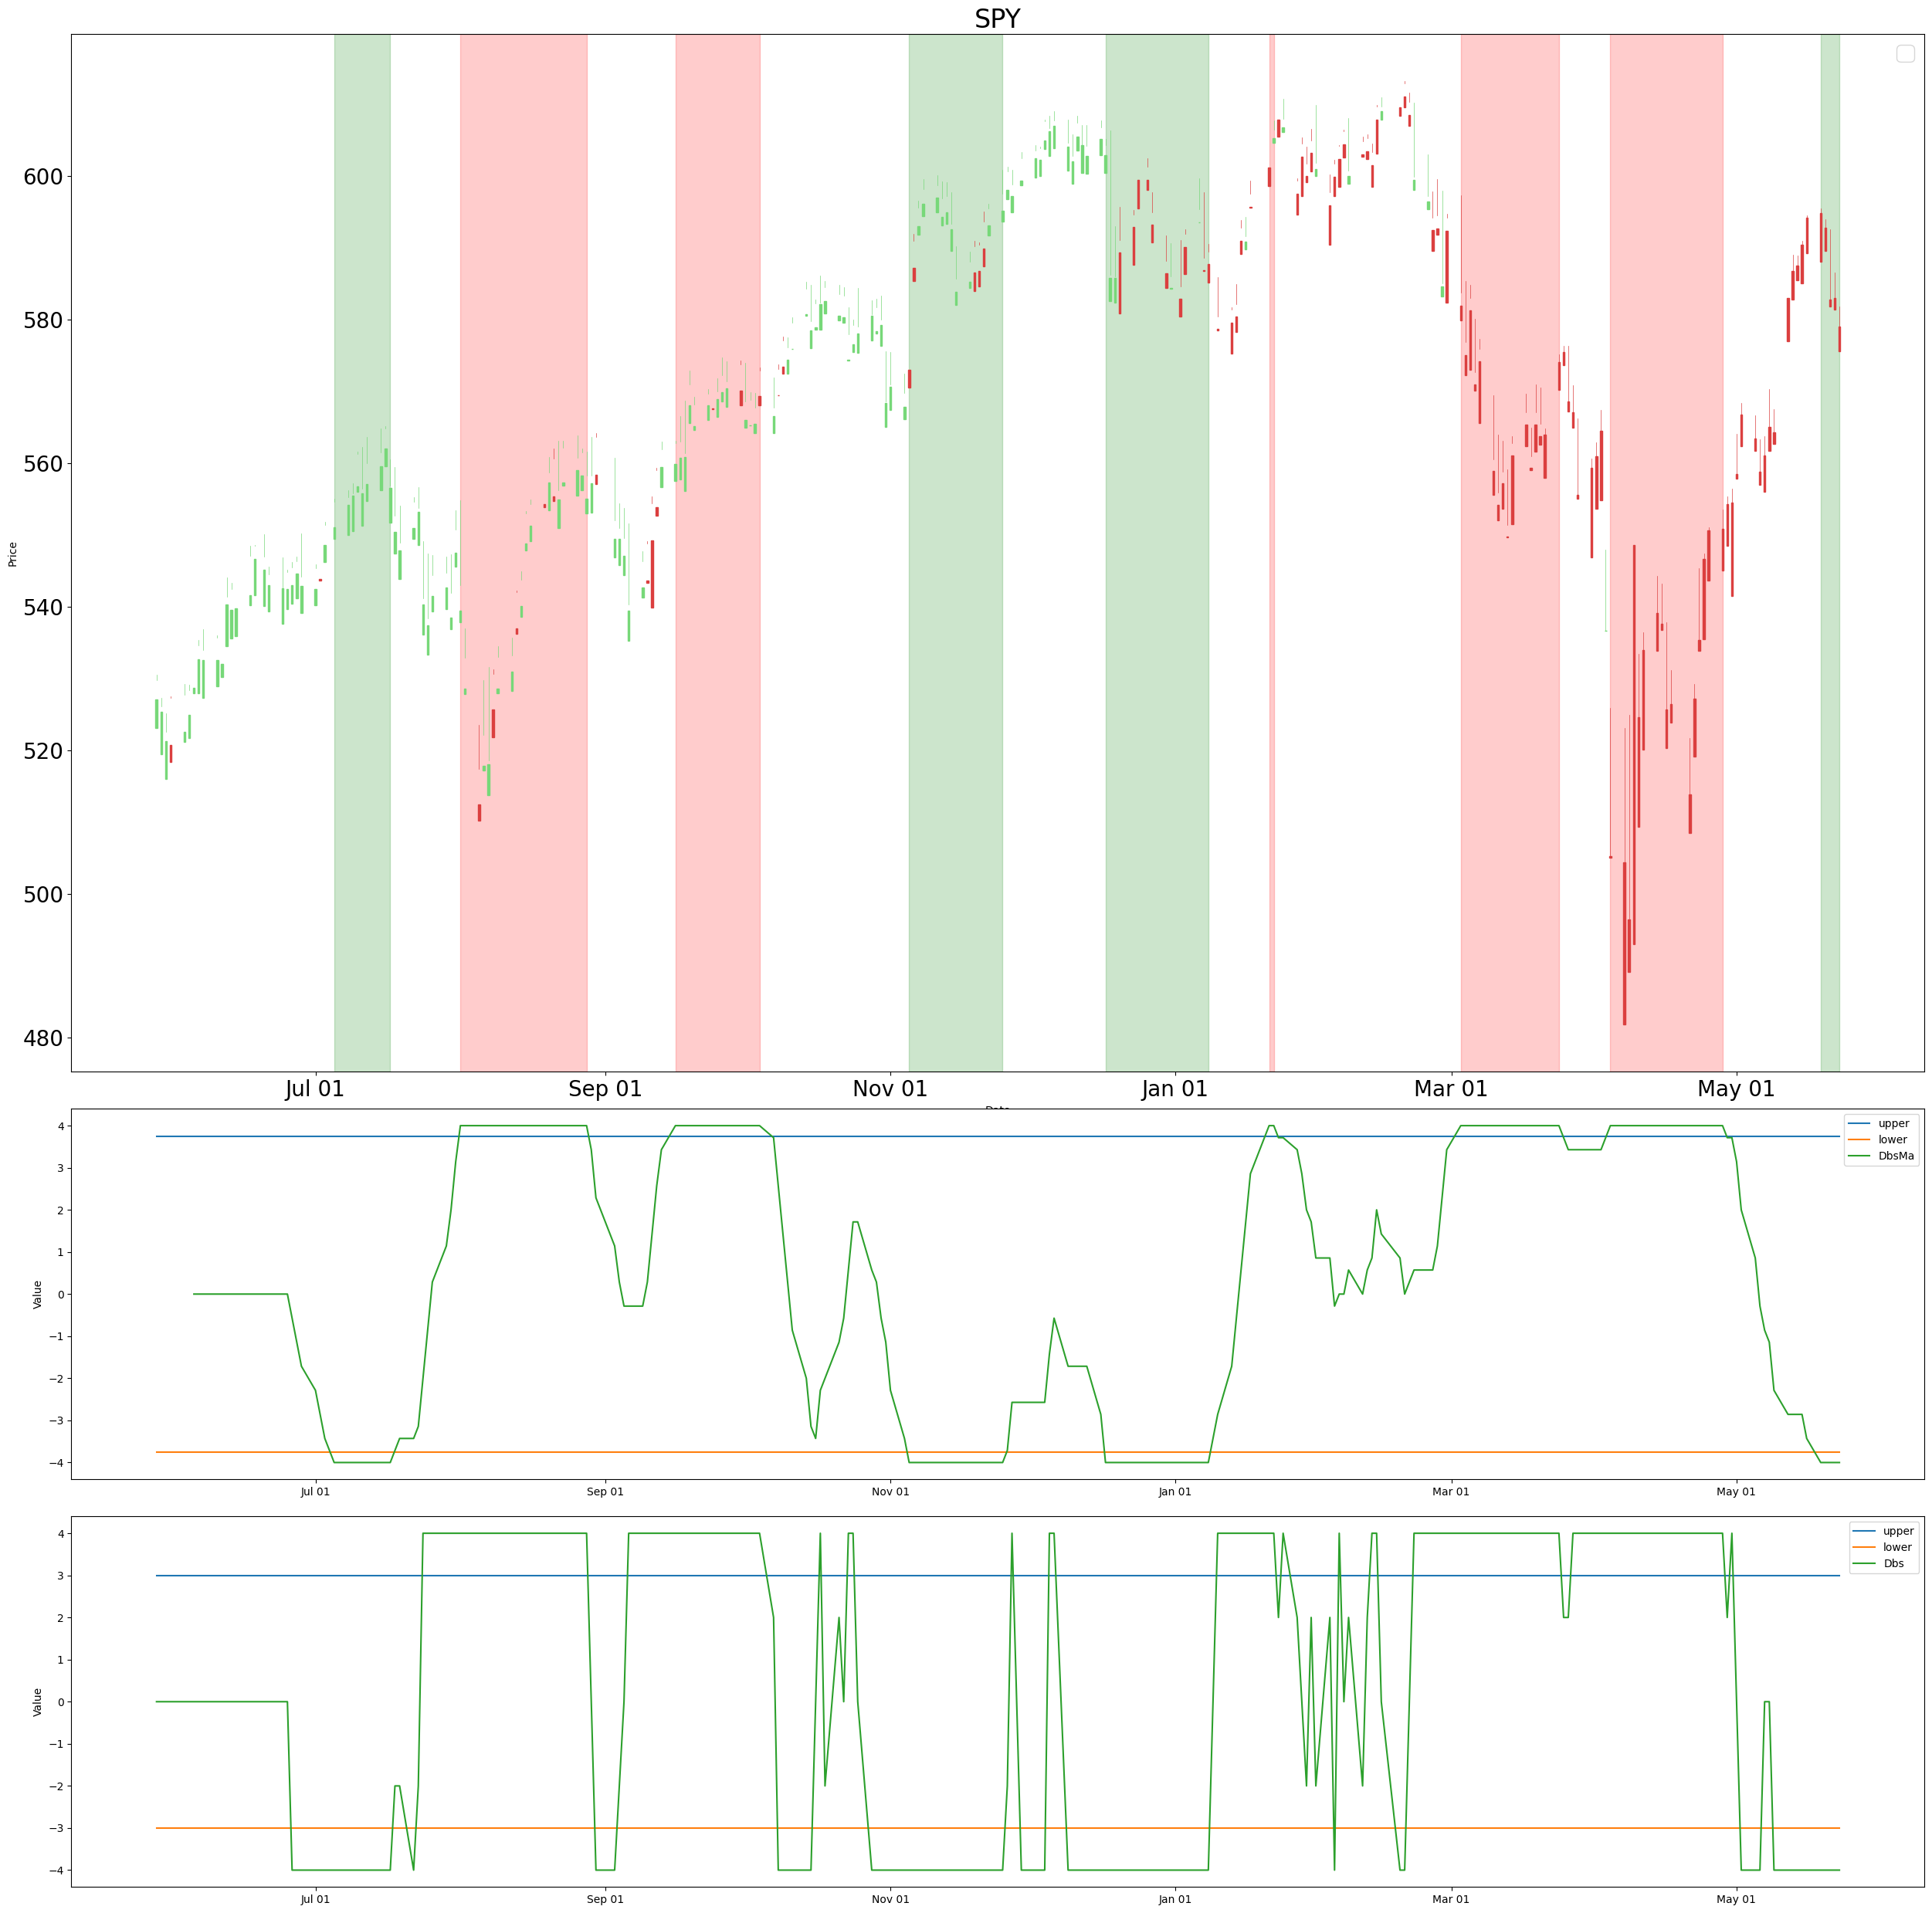 SPY
600
580
560
540
520
500
480
Price
Jul 01
Sep 01
Nov 01
Jan 01
Mar 01
May 01
4
3
2
1
0
−1
−2
−3
−4
Value
upper
lower
DbsMa
Jul 01
Sep 01
Nov 01
Jan 01
Mar 01
May 01
4
3
2
1
0
−1
−2
−3
−4
Value
upper
lower
Dbs
Jul 01
Sep 01
Nov 01
Jan 01
Mar 01
May 01